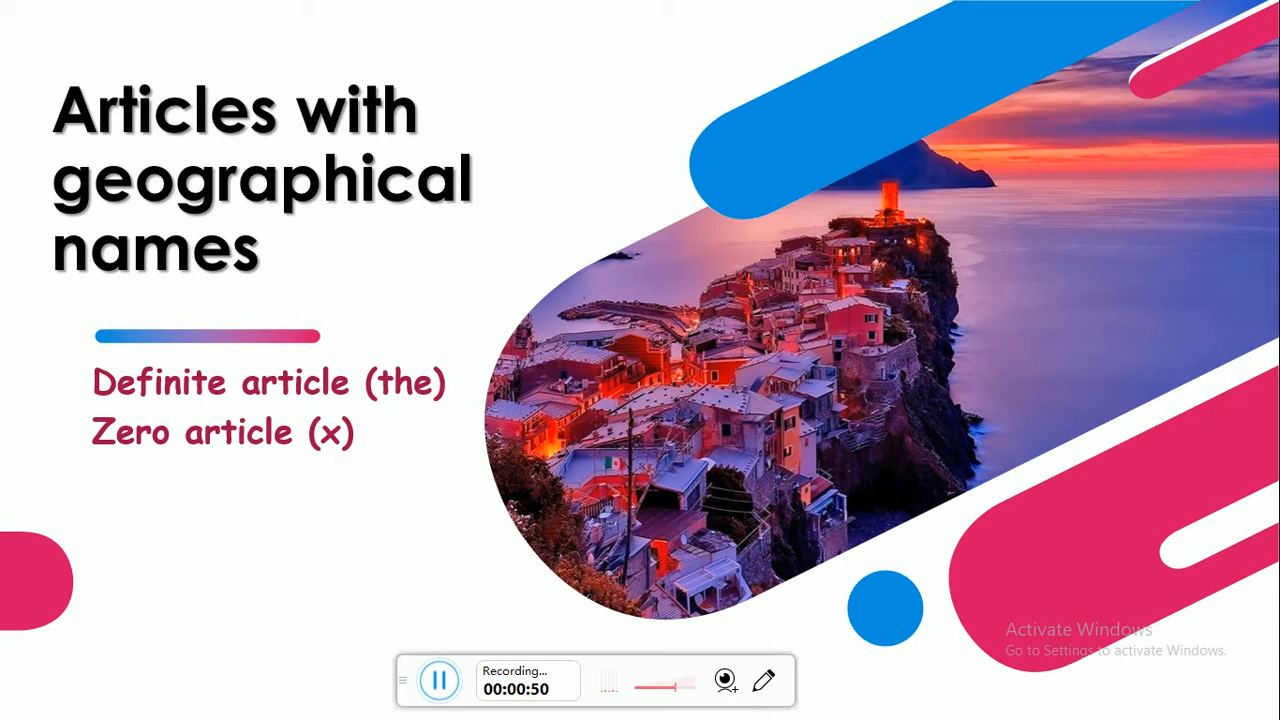 Articles with
geographical
names
Definite article (the)
Zero article (x)
Activate Windows
Go to Settings to activate Windows.
Recording...
00:00:50